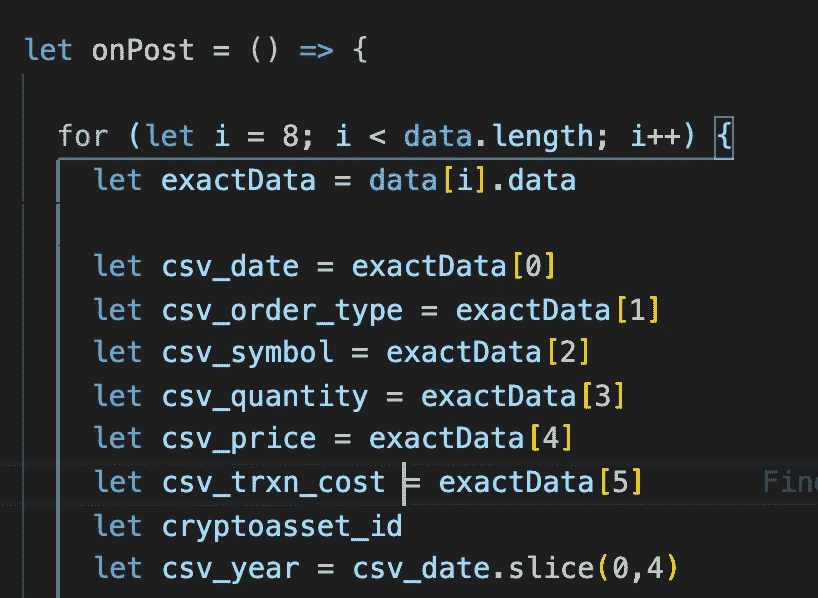 let onPost = () => {
for (let i = 8; i < data.length; i++) {
let exactData = data[i].data
let csv_date = exactData[0]
let csv_order_type = exactData[1]
let csv_symbol = exactData[2]
let csv_quantity = exactData[3]
let csv_price = exactData[4]
let csv_trxn_cost = exactData[5]
let cryptoasset_id
let csv_year = csv_date.slice(0,4)